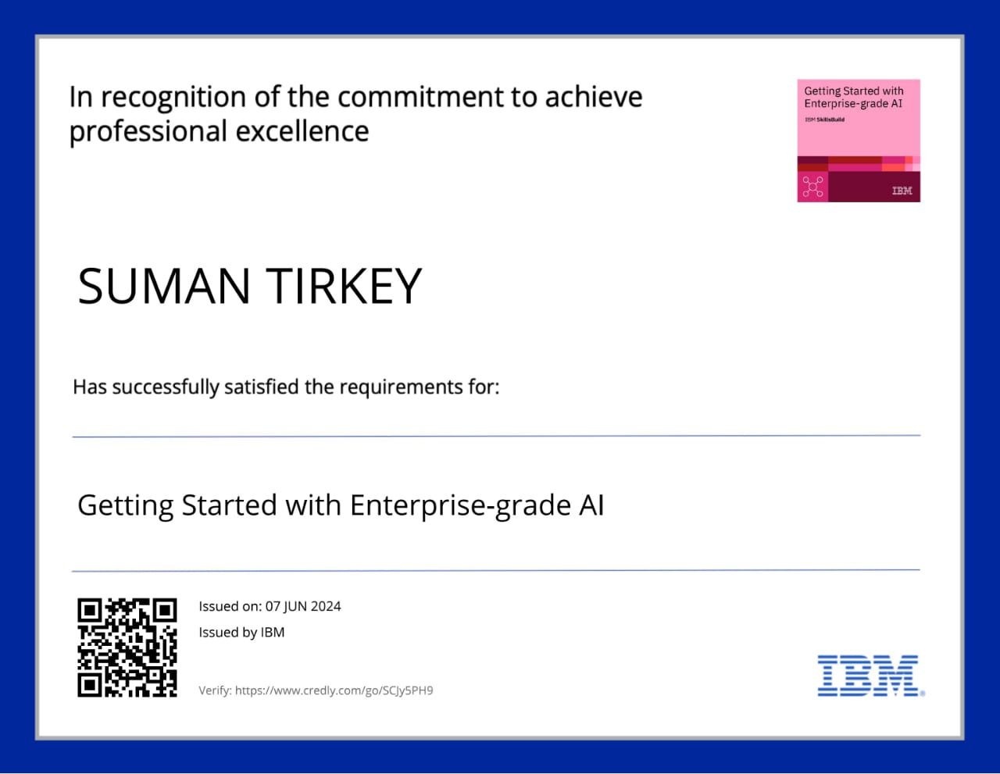 In recognition of the commitment to achieve
professional excellence
Getting Started with
Enterprise-grade AI
IBM SkillsBuild
IBM
SUMAN TIRKEY
Has successfully satisfied the requirements for:
Getting Started with Enterprise-grade AI
Issued on: 07 JUN 2024
Issued by IBM
Verify: https://www.credly.com/go/SCJy5PH9
IBM®